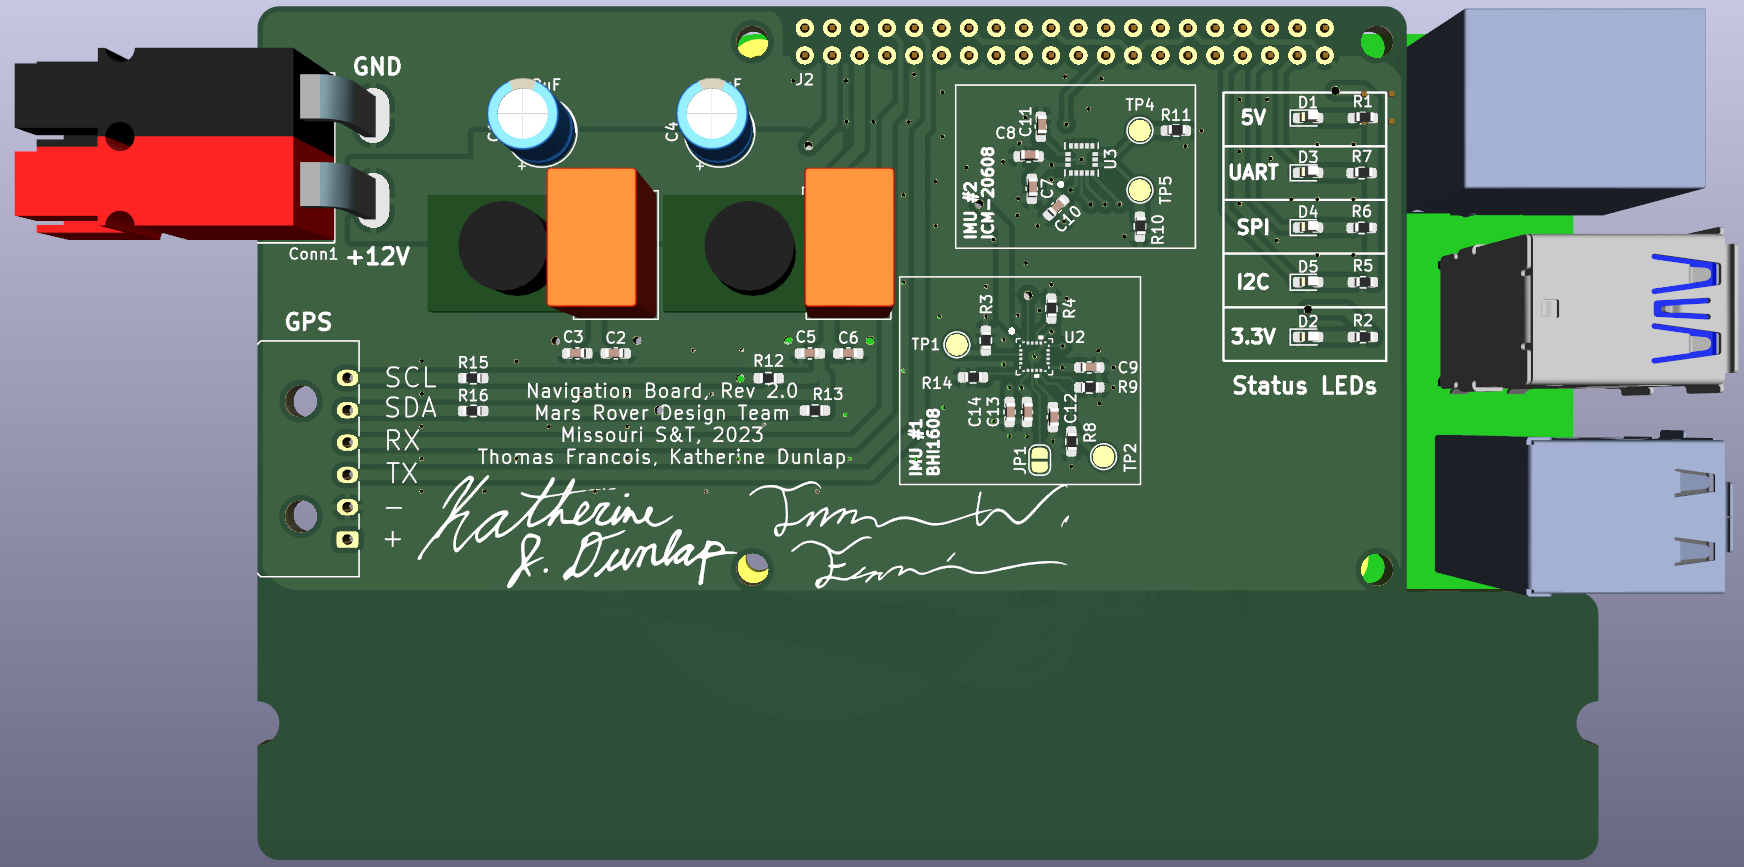 GND
+12V
Conn1
uF
C4
F
J2
GPS
SCL
SDA
RX
TX
-
+
C3
C2
C5
C6
R15
R16
R12
R13
Navigation Board, Rev 2.0
Mars Rover Design Team
Missouri S&T, 2023
Thomas Francois, Katherine Dunlap
Katherine
J. Dunlap
C11
C8
C7
C10
U3
TP4
R11
TP5
R10
IMU #2
ICM-20608
R3
R4
TP1
U2
R14
C9
R9
C14
C13
C12
R8
JP1
TP2
IMU #1
BHI1608
5V D1 R1
UART D3 R7
SPI D4 R6
I2C D5 R5
3.3V D2 R2
Status LEDs